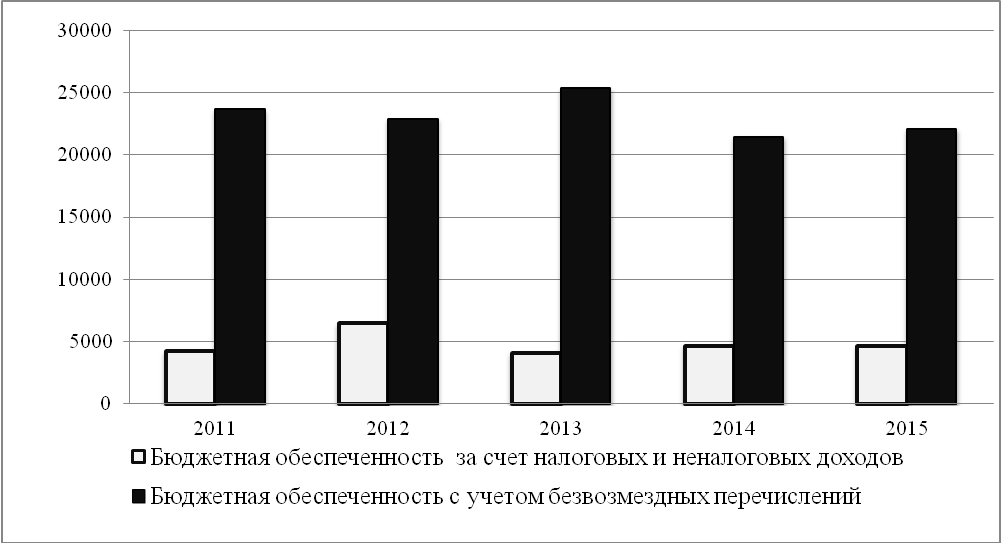 30000
25000
20000
15000
10000
5000
0
2011 2012 2013 2014 2015
Бюджетная обеспеченность за счет налоговых и неналоговых доходов
Бюджетная обеспеченность с учетом безвозмездных перечислений